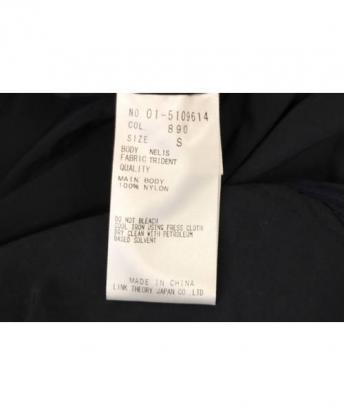 NO. 01-5109614
COL. 890
SIZE S
BODY NELIS
FABRIC TRIDENT
QUALITY
MAIN BODY
100% NYLON
DO NOT BLEACH
COOL IRON USING PRESS CLOTH
DRY CLEAN WITH PETROLEUM
BASED SOLVENT
MADE IN CHINA
LINK THEORY JAPAN CO.,LTD